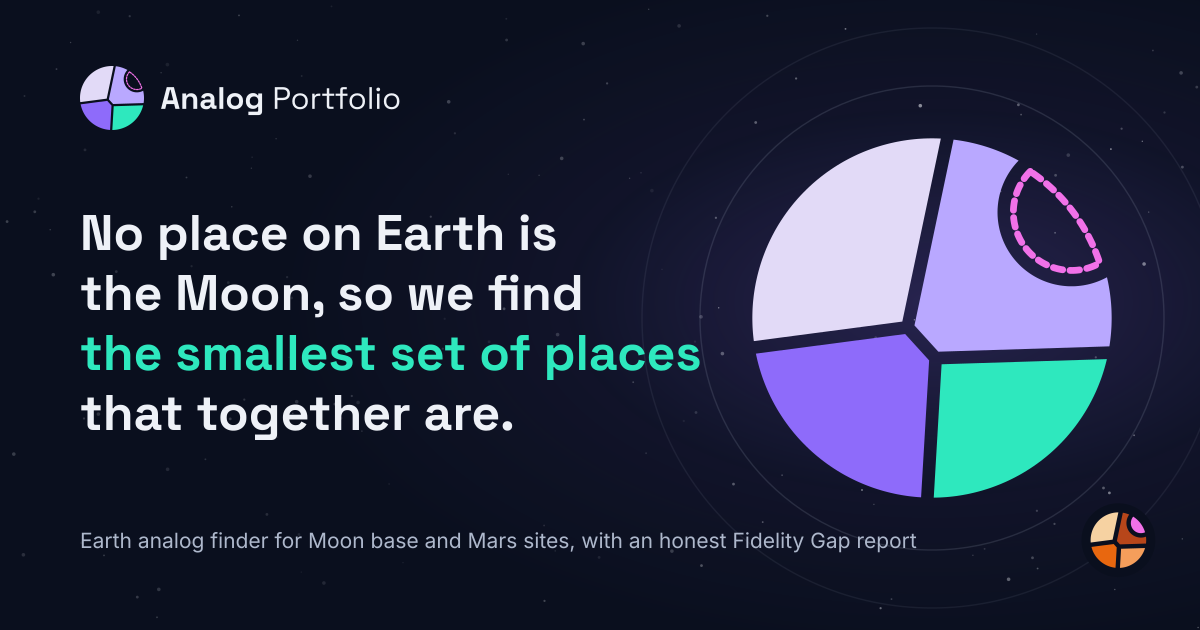 Analog Portfolio
No place on Earth is
the Moon, so we find
the smallest set of places
that together are.
Earth analog finder for Moon base and Mars sites, with an honest Fidelity Gap report